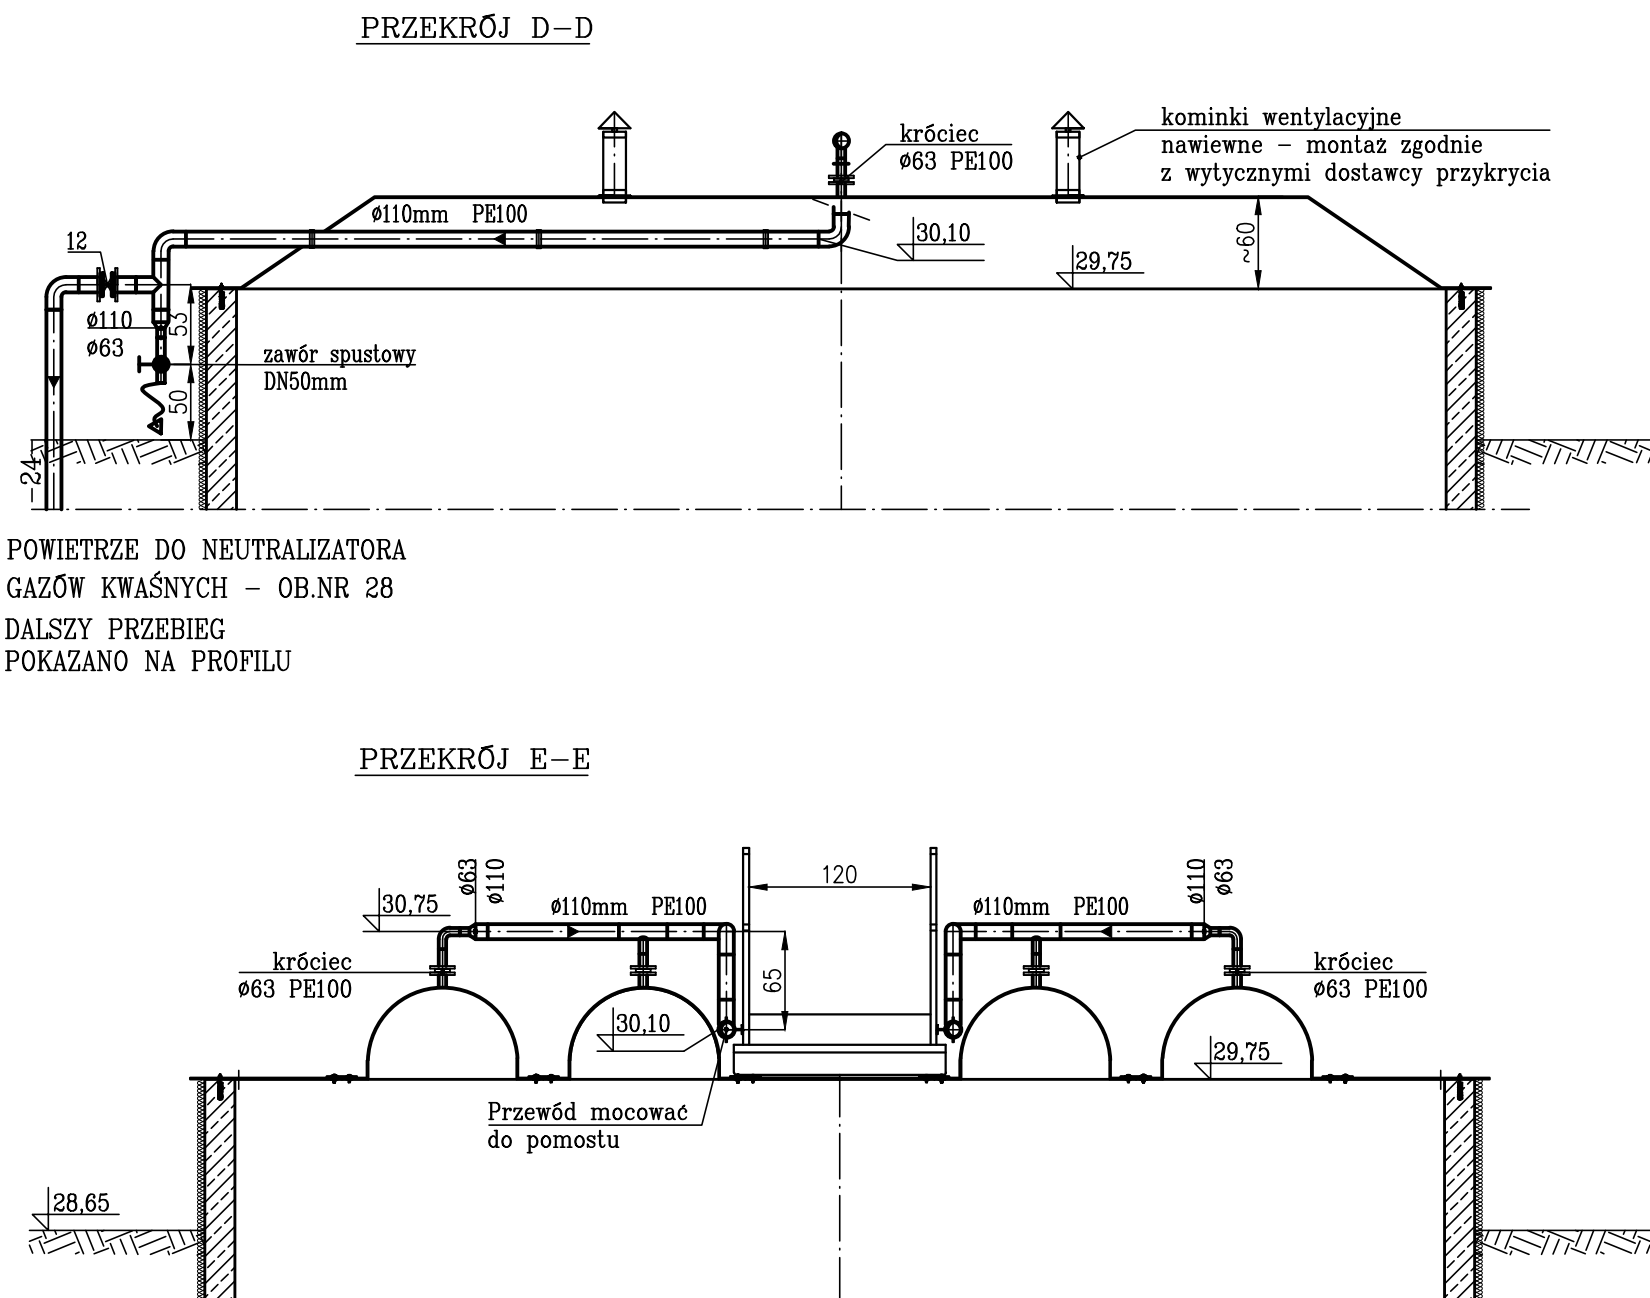 PRZEKRÓJ D-D
króciec
ø63 PE100
kominki wentylacyjne
nawiewne - montaż zgodnie
z wytycznymi dostawcy przykrycia
ø110mm PE100
12
30,10
~60
29,75
ø110
ø63
53
zawór spustowy
DN50mm
50
-24
POWIETRZE DO NEUTRALIZATORA
GAZÓW KWAŚNYCH - OB.NR 28
DALSZY PRZEBIEG
POKAZANO NA PROFILU
PRZEKRÓJ E-E
ø63
ø110
120
ø110
ø63
30,75
ø110mm PE100
ø110mm PE100
króciec
ø63 PE100
65
króciec
ø63 PE100
30,10
29,75
Przewód mocować
do pomostu
28,65